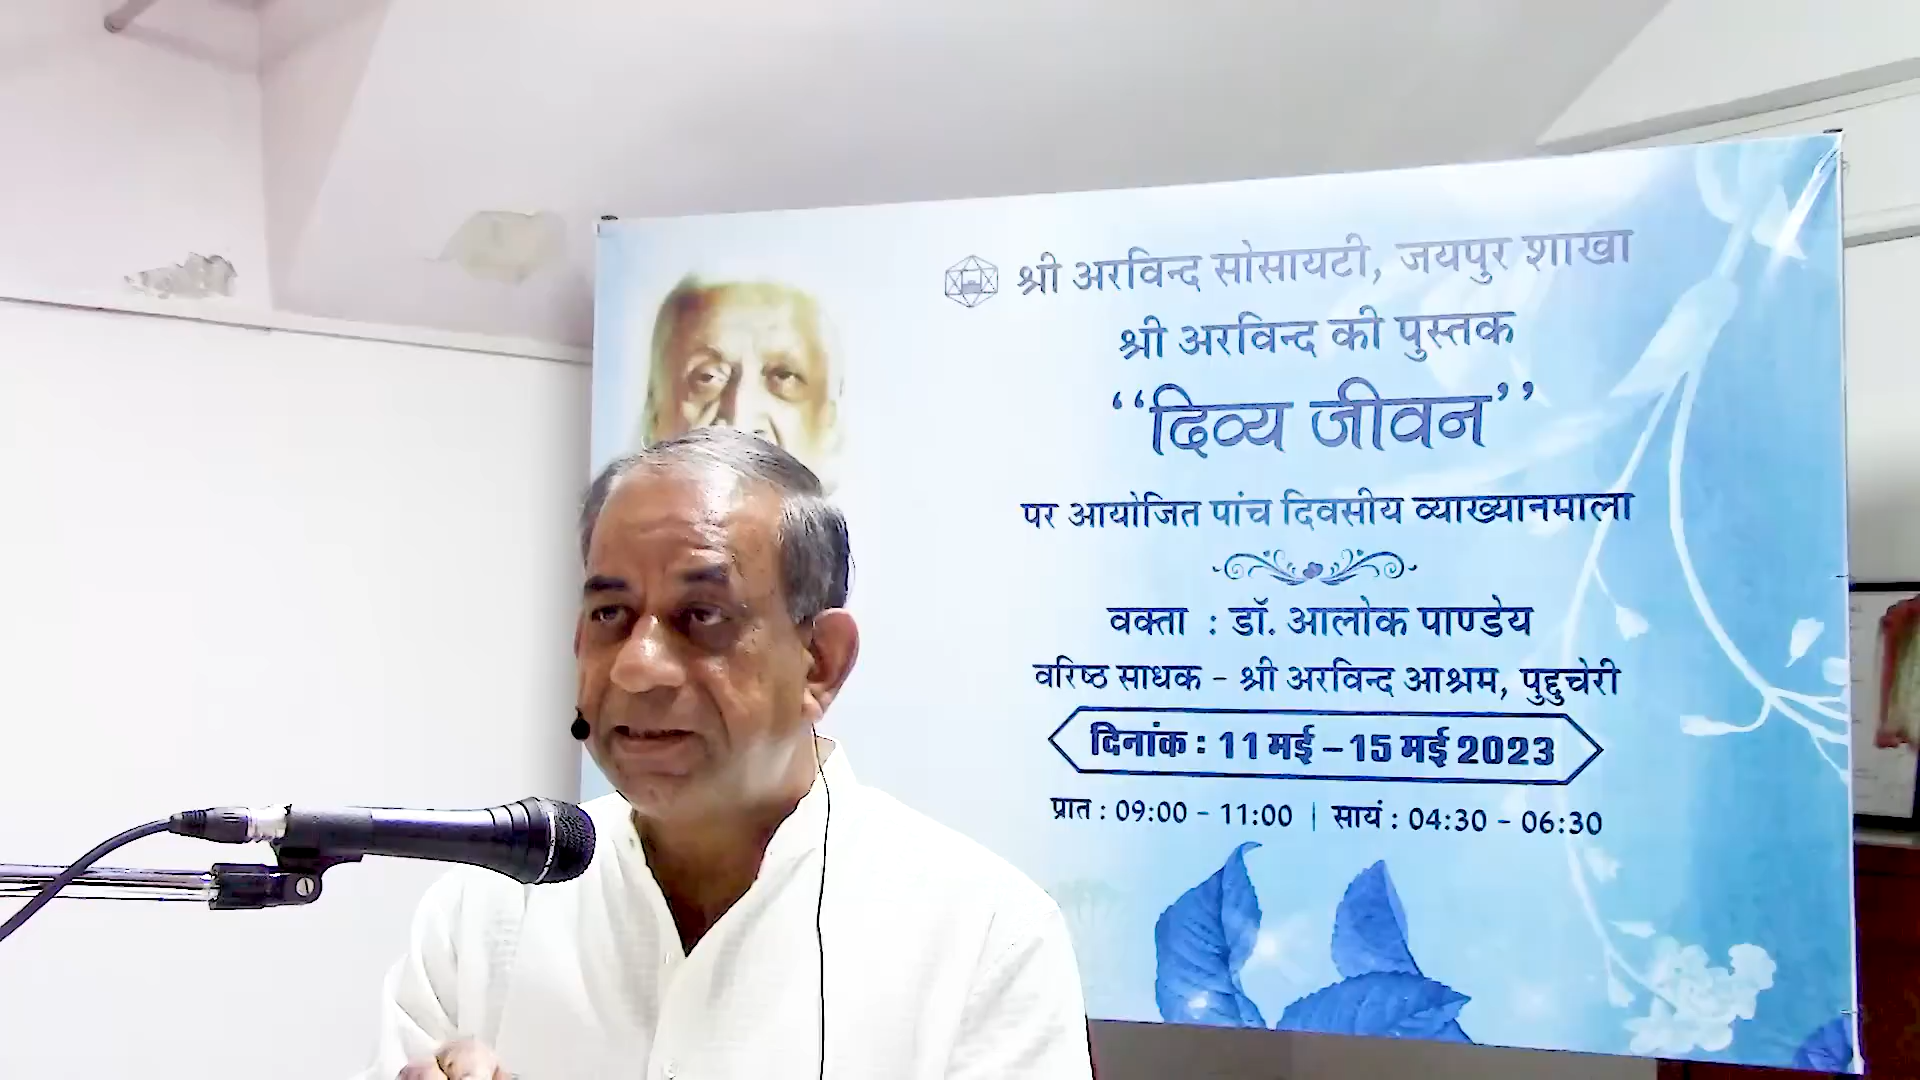 श्री अरविन्द सोसायटी, जयपुर शाखा
श्री अरविन्द की पुस्तक
‘‘दिव्य जीवन’’
पर आयोजित पांच दिवसीय व्याख्यानमाला
वक्ता : डॉ. आलोक पाण्डेय
वरिष्ठ साधक - श्री अरविन्द आश्रम, पुद्दुचेरी
दिनांक : 11 मई – 15 मई 2023
प्रात : 09:00 - 11:00 | सायं : 04:30 - 06:30